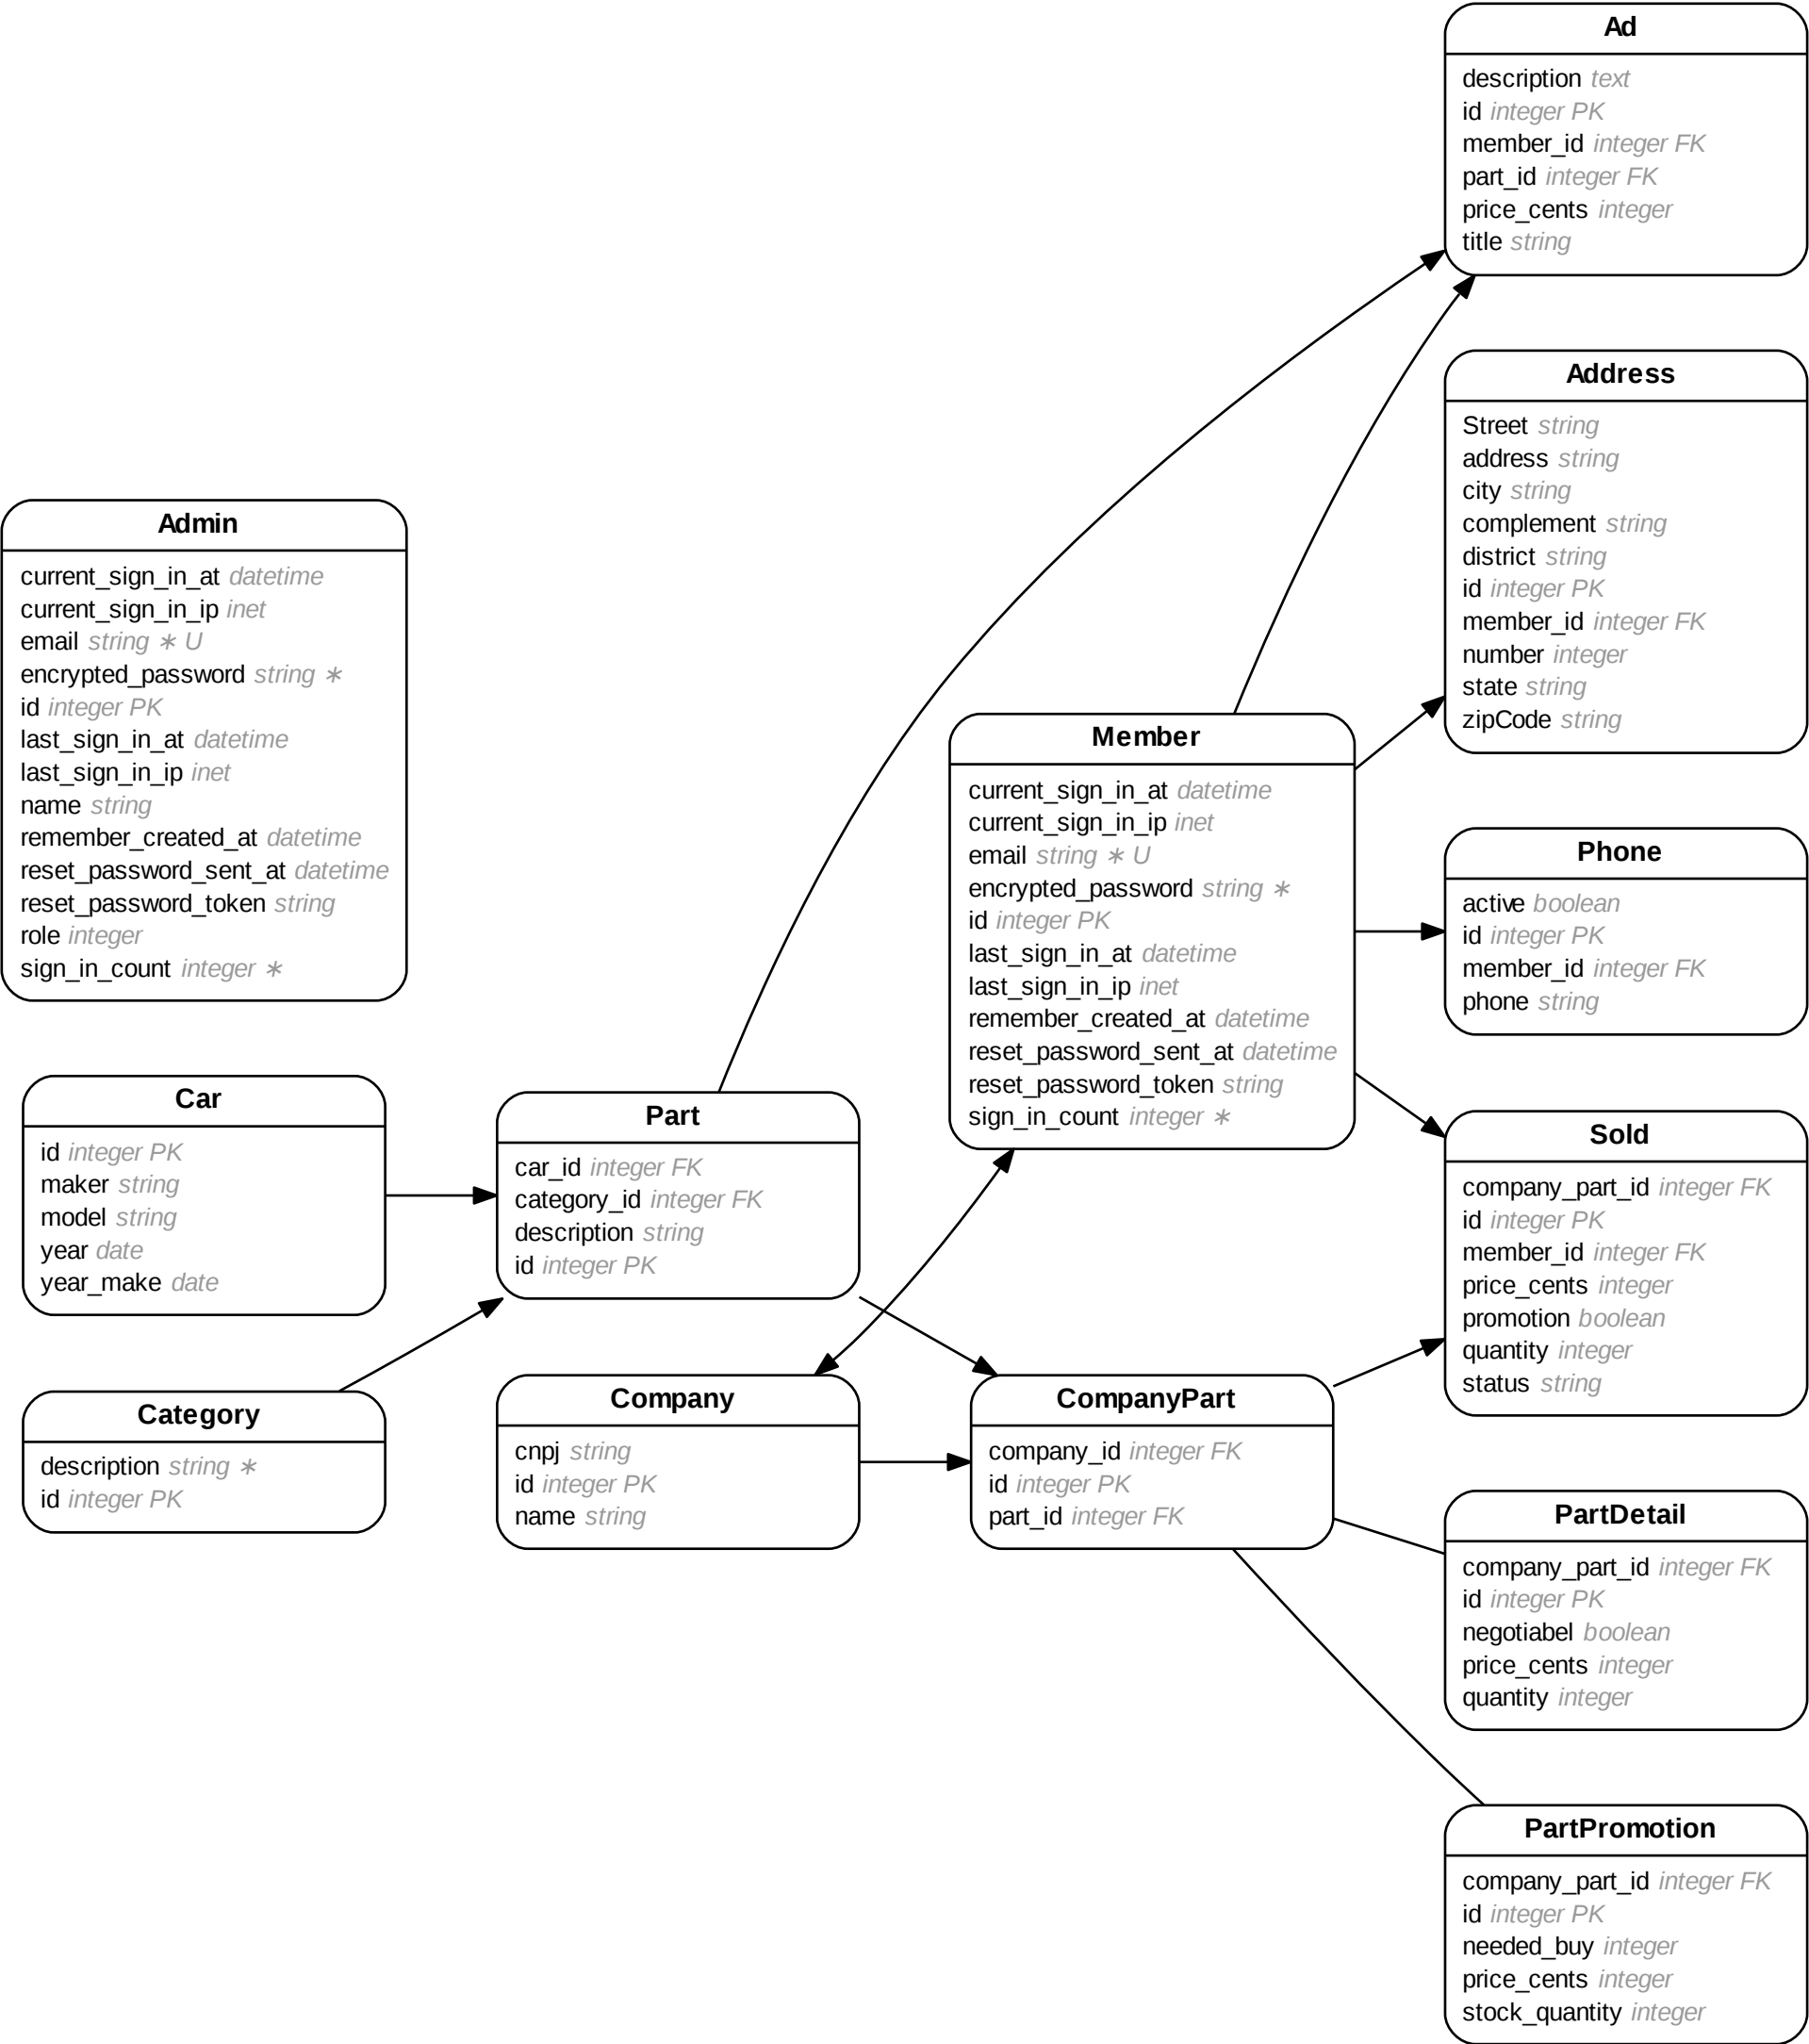 Ad
description text
id integer PK
member_id integer FK
part_id integer FK
price_cents integer
title string
Address
Street string
address string
city string
complement string
district string
id integer PK
member_id integer FK
number integer
state string
zipCode string
Admin
current_sign_in_at datetime
current_sign_in_ip inet
email string ∗ U
encrypted_password string ∗
id integer PK
last_sign_in_at datetime
last_sign_in_ip inet
name string
remember_created_at datetime
reset_password_sent_at datetime
reset_password_token string
role integer
sign_in_count integer ∗
Member
current_sign_in_at datetime
current_sign_in_ip inet
email string ∗ U
encrypted_password string ∗
id integer PK
last_sign_in_at datetime
last_sign_in_ip inet
remember_created_at datetime
reset_password_sent_at datetime
reset_password_token string
sign_in_count integer ∗
Phone
active boolean
id integer PK
member_id integer FK
phone string
Car
id integer PK
maker string
model string
year date
year_make date
Part
car_id integer FK
category_id integer FK
description string
id integer PK
Sold
company_part_id integer FK
id integer PK
member_id integer FK
price_cents integer
promotion boolean
quantity integer
status string
Category
description string ∗
id integer PK
Company
cnpj string
id integer PK
name string
CompanyPart
company_id integer FK
id integer PK
part_id integer FK
PartDetail
company_part_id integer FK
id integer PK
negotiabel boolean
price_cents integer
quantity integer
PartPromotion
company_part_id integer FK
id integer PK
needed_buy integer
price_cents integer
stock_quantity integer